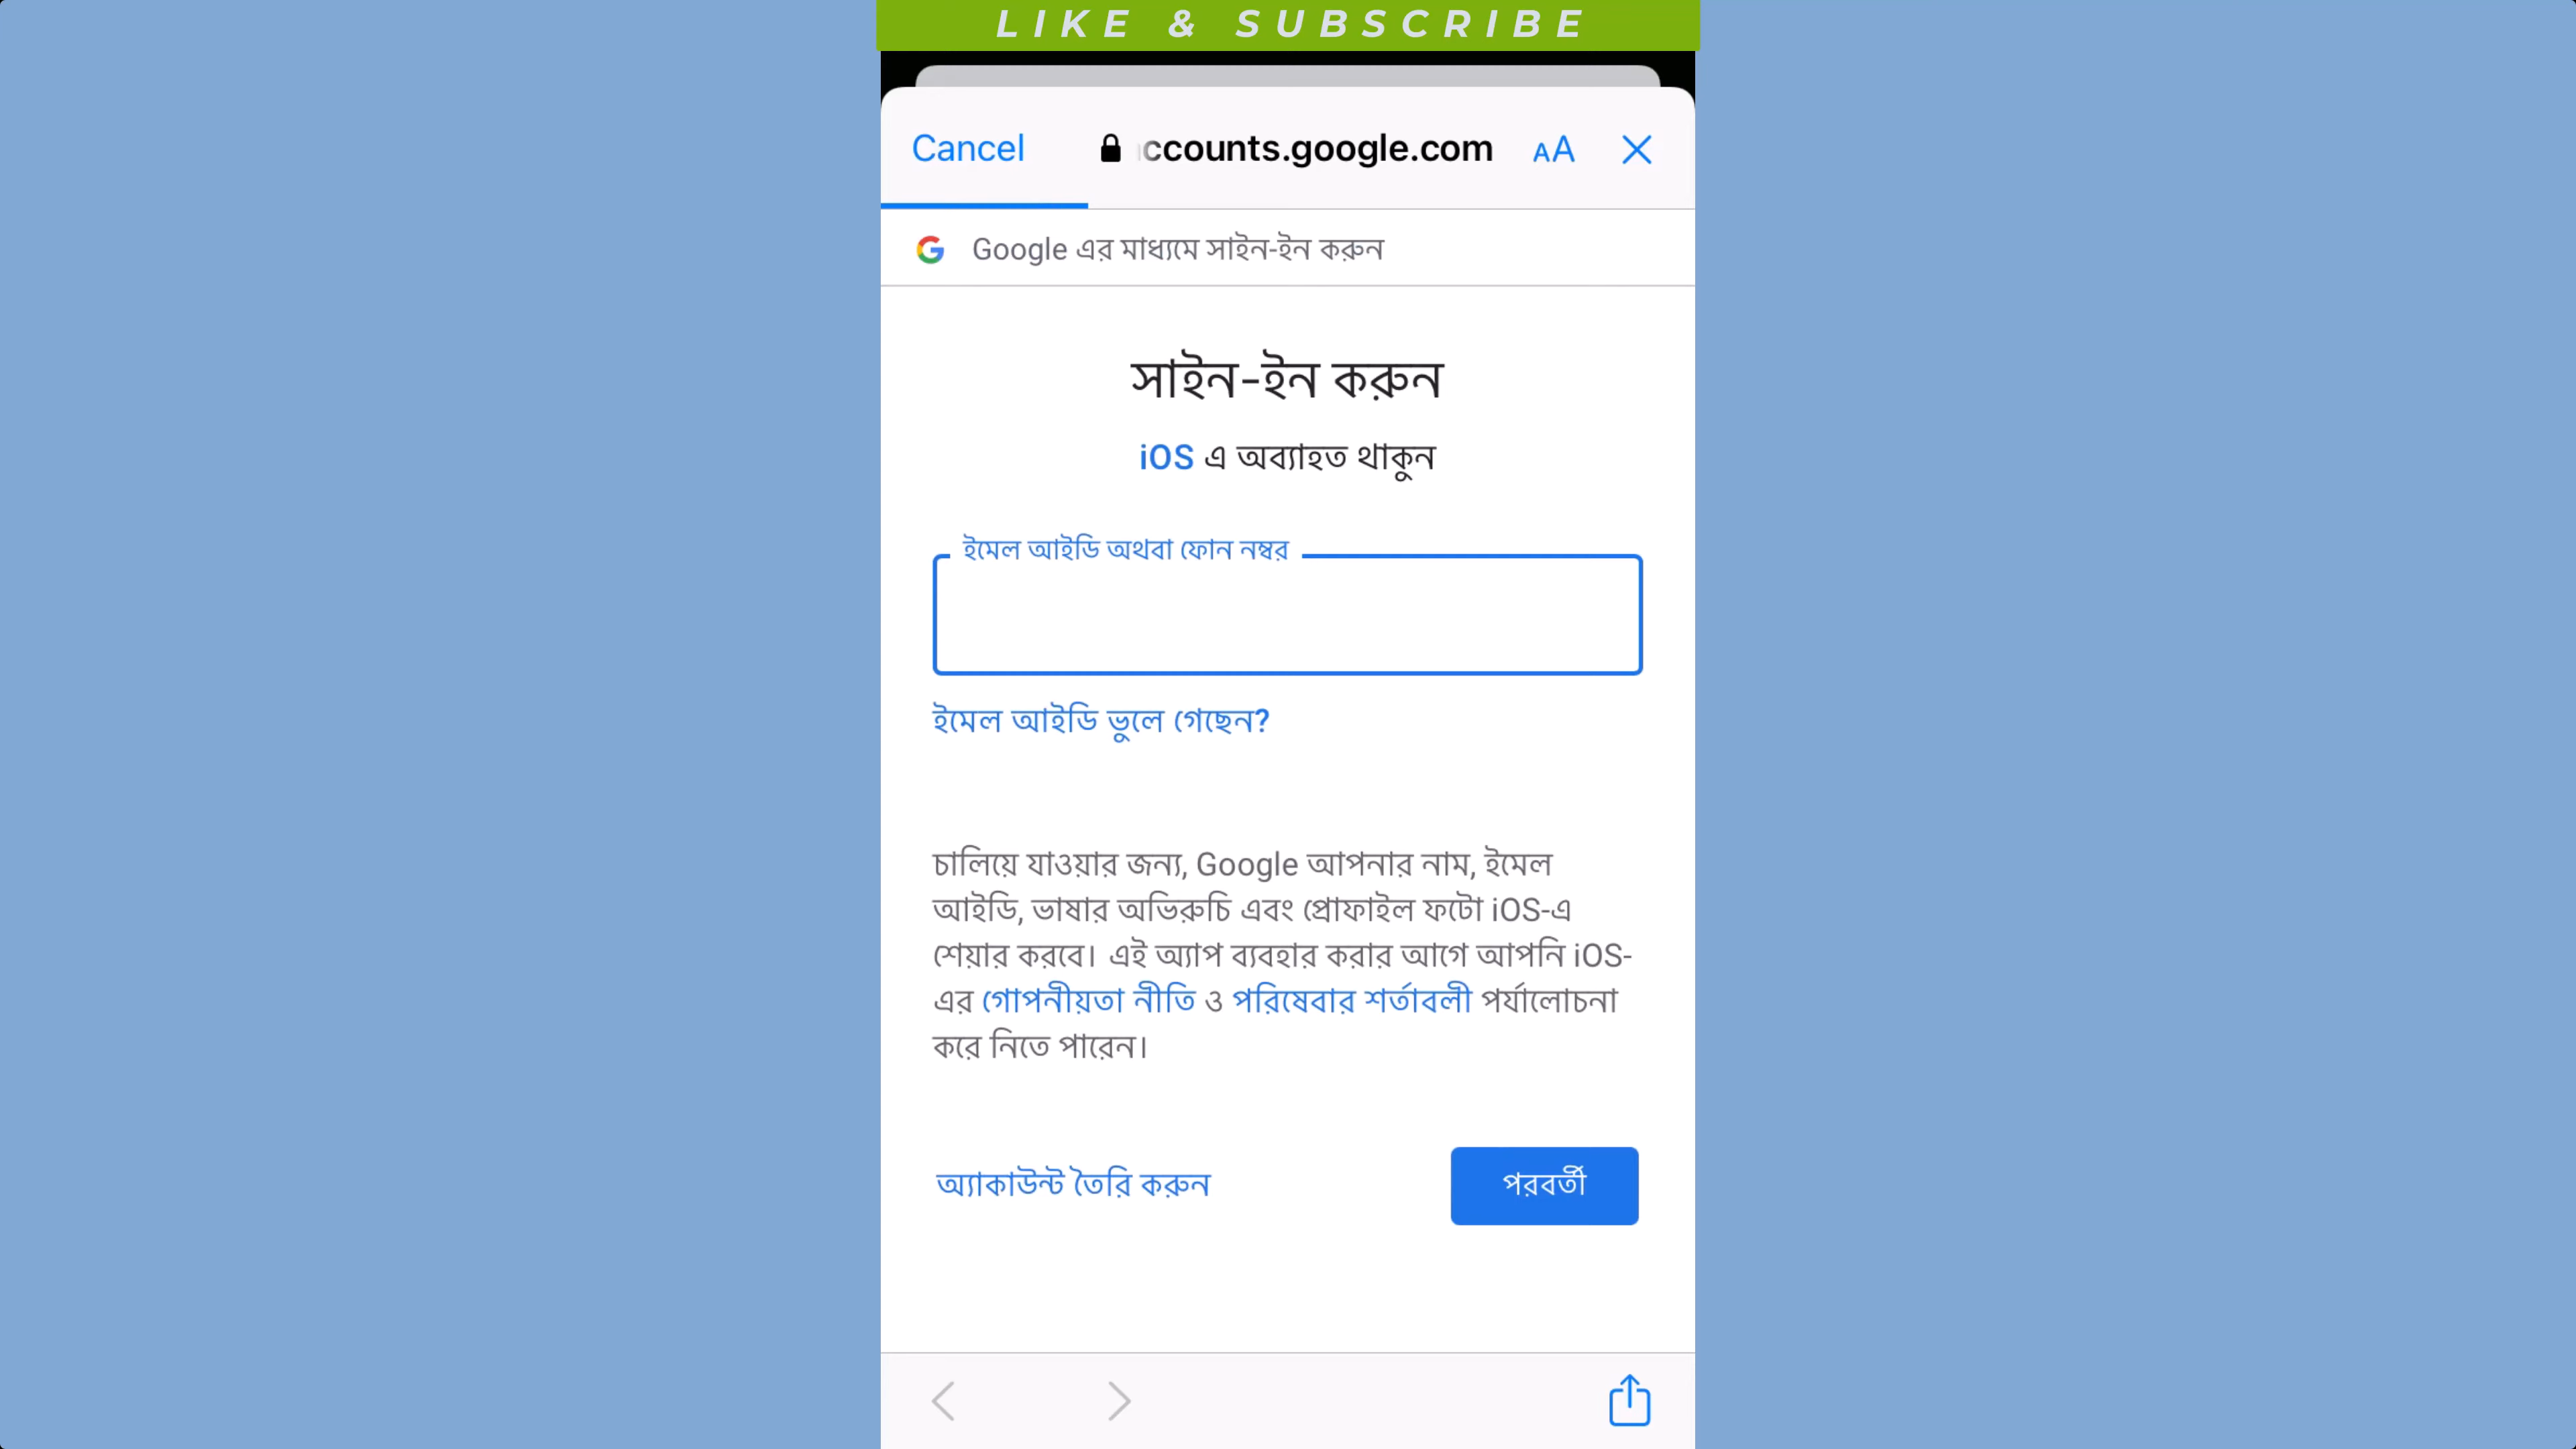 LIKE & SUBSCRIBE
Cancel ccounts.google.com AA
Google এর মাধ্যমে সাইন-ইন করুন
সাইন-ইন করুন
iOS এ অব্যাহত থাকুন
ইমেল আইডি অথবা ফোন নম্বর
ইমেল আইডি ভুলে গেছেন?
চালিয়ে যাওয়ার জন্য, Google আপনার নাম, ইমেল
আইডি, ভাষার অভিরুচি এবং প্রোফাইল ফটো iOS-এ
শেয়ার করবে। এই অ্যাপ ব্যবহার করার আগে আপনি iOS-
এর গোপনীয়তা নীতি ও পরিষেবার শর্তাবলী পর্যালোচনা
করে নিতে পারেন।
অ্যাকাউন্ট তৈরি করুন পরবর্তী